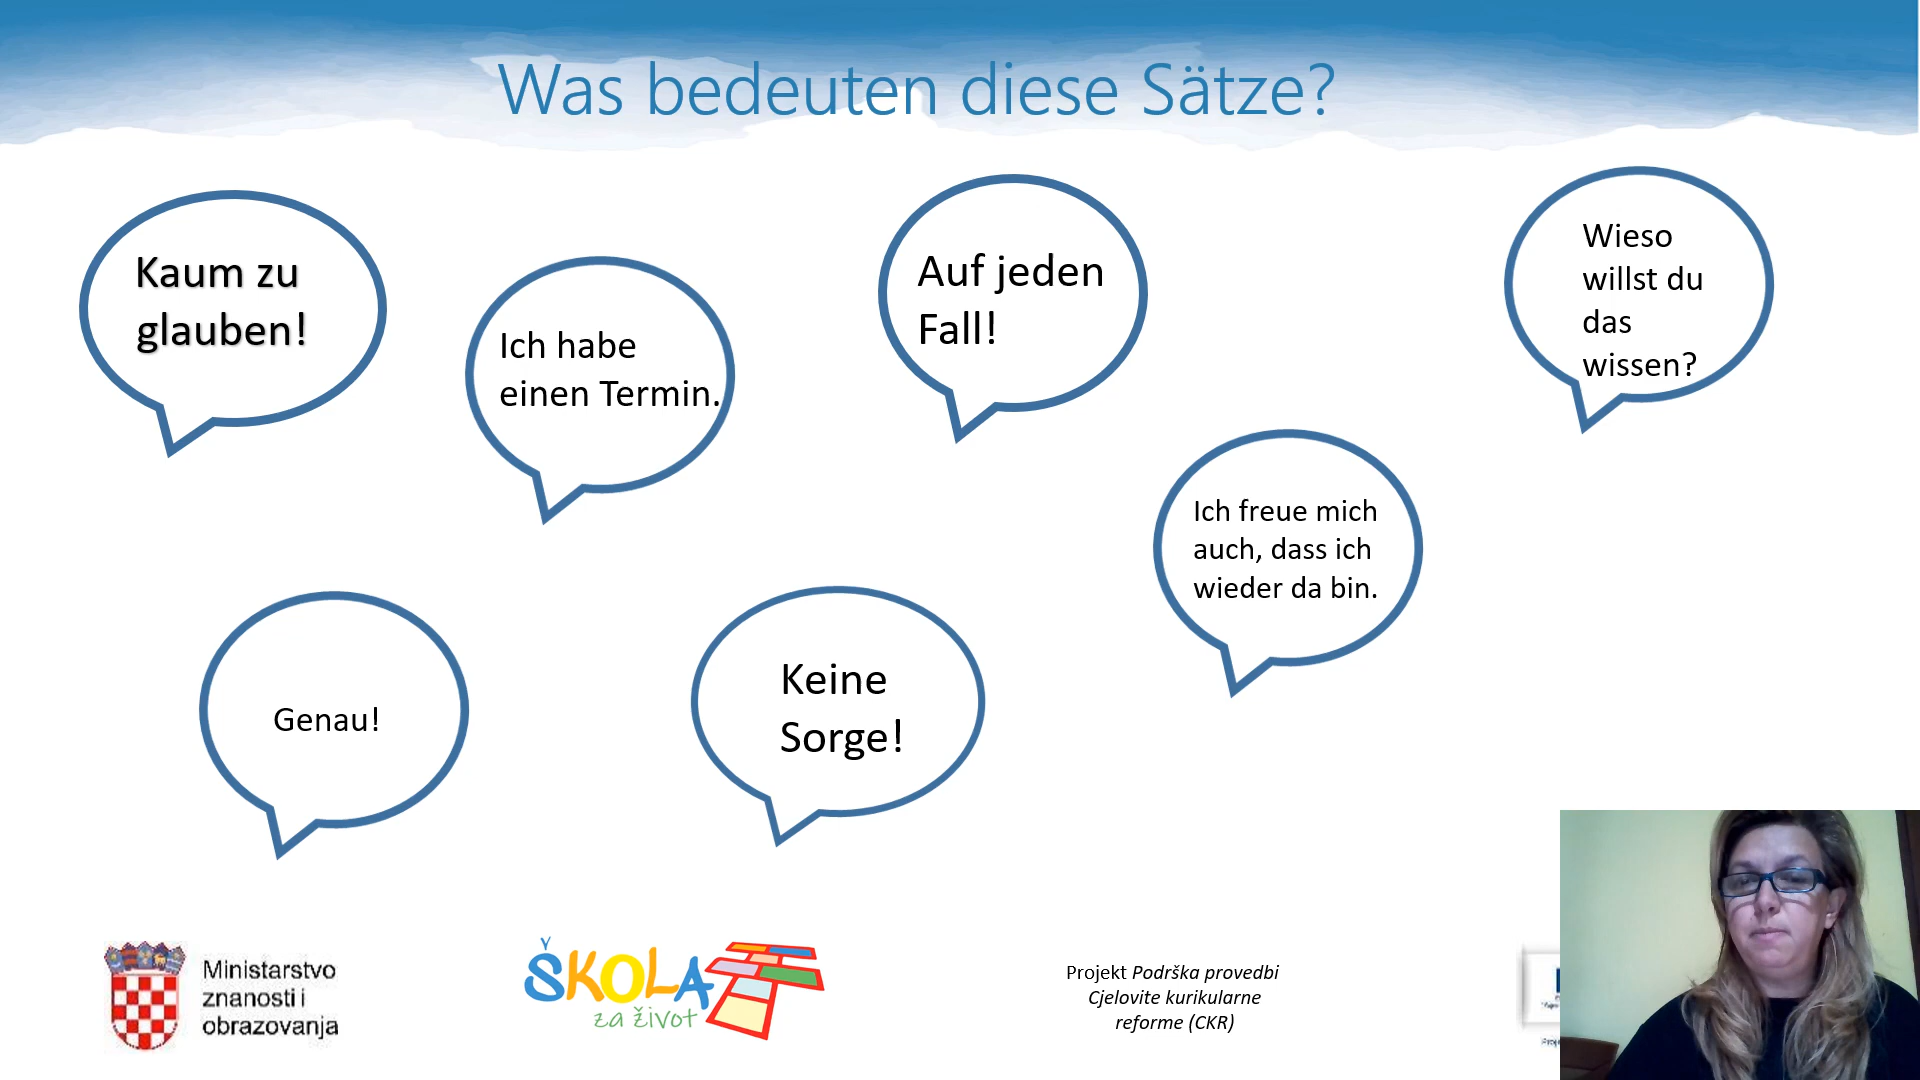 Was bedeuten diese Sätze?
Kaum zu
glauben!
Ich habe
einen Termin.
Auf jeden
Fall!
Wieso
willst du
das
wissen?
Ich freue mich
auch, dass ich
wieder da bin.
Genau!
Keine
Sorge!
Ministarstvo
znanosti i
obrazovanja
ŠKOLA
za život
Projekt Podrška provedbi
Cjelovite kurikularne
reforme (CKR)